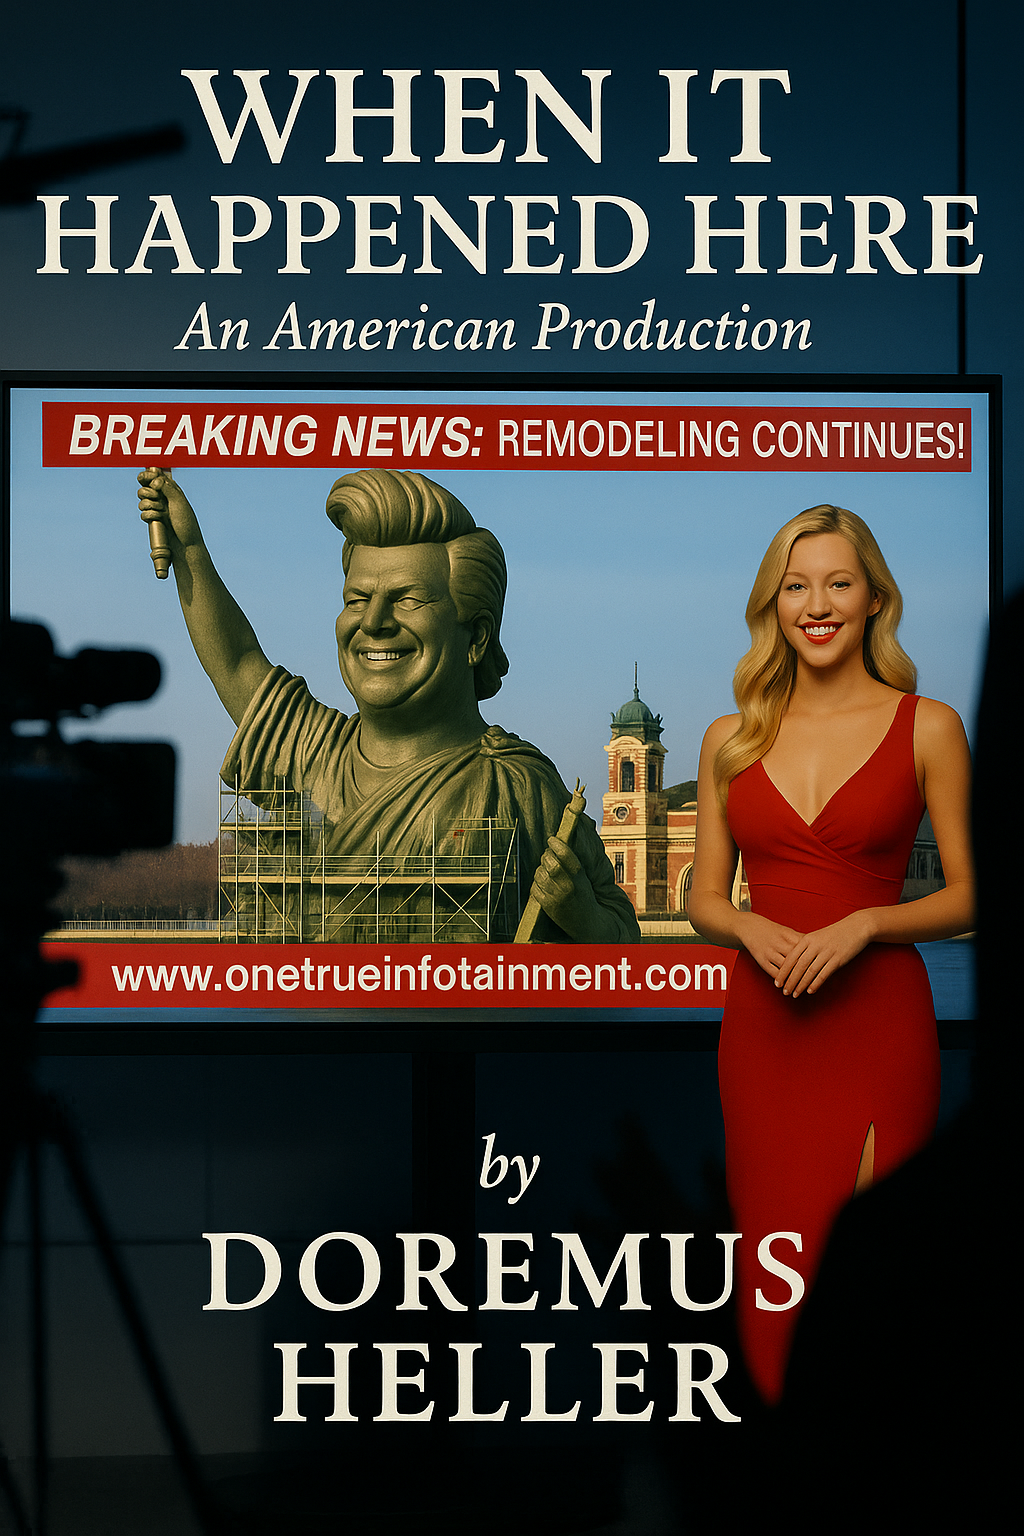 WHEN IT
HAPPENED HERE
An American Production
BREAKING NEWS: REMODELING CONTINUES!
www.onetrueinfotainment.com
by
DOREMUS
HELLER